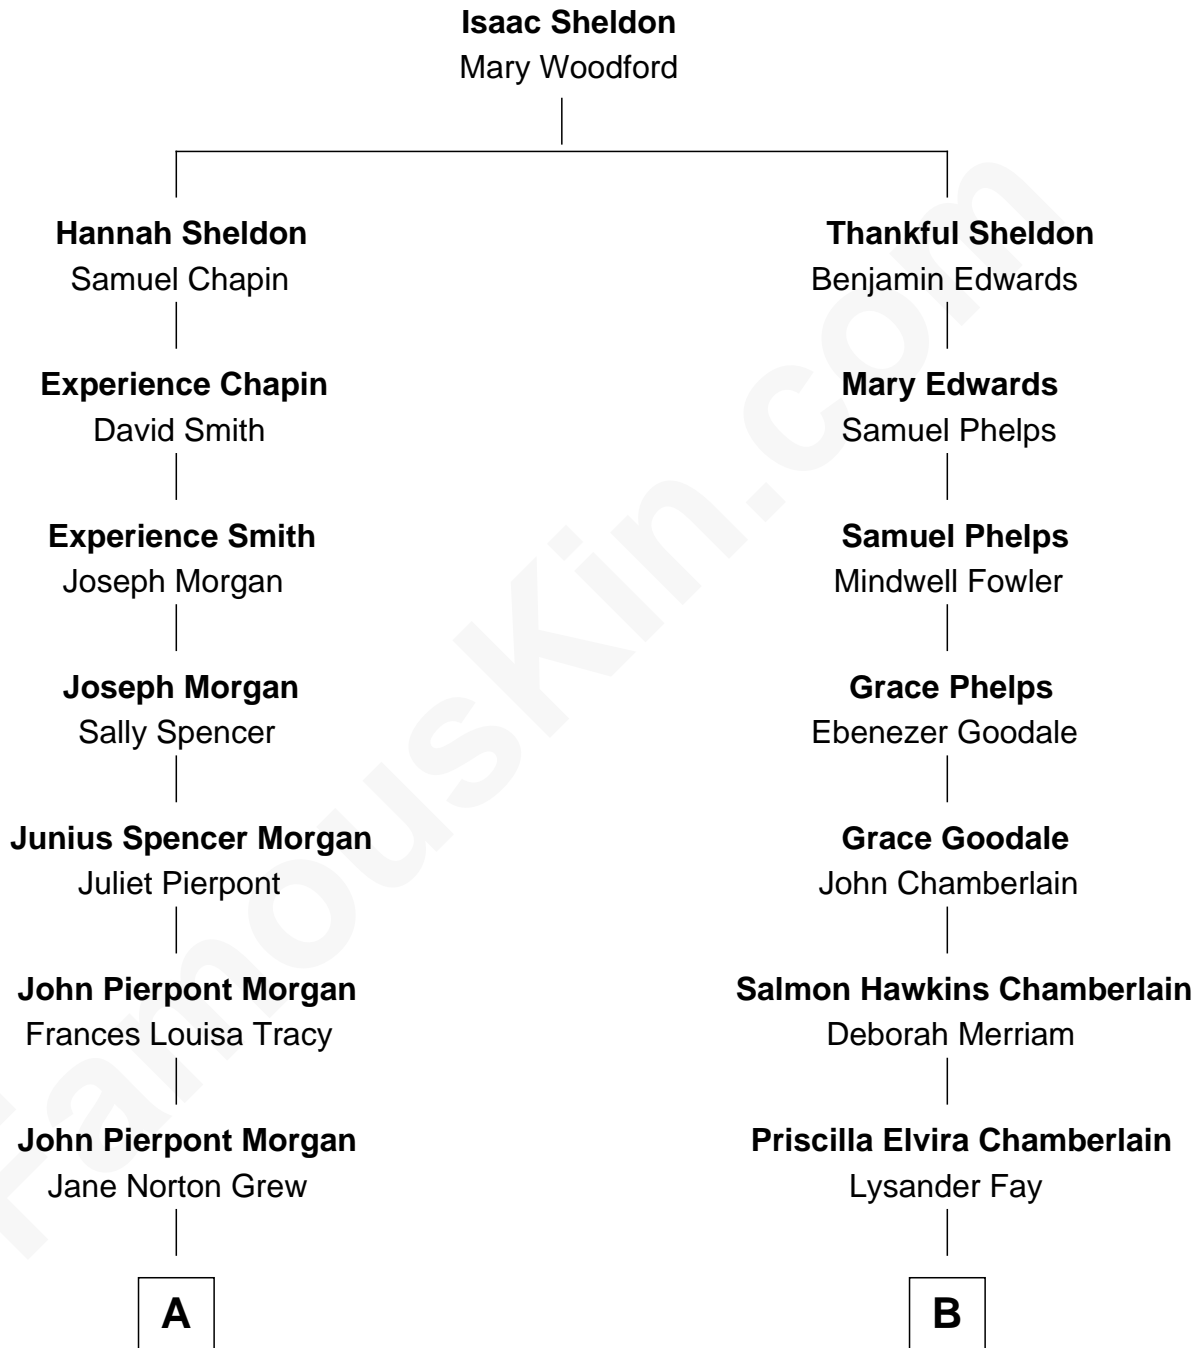 Isaac Sheldon
Mary Woodford
Hannah Sheldon
Samuel Chapin
Thankful Sheldon
Benjamin Edwards
Experience Chapin
David Smith
Mary Edwards
Samuel Phelps
Experience Smith
Joseph Morgan
Samuel Phelps
Mindwell Fowler
Joseph Morgan
Sally Spencer
Grace Phelps
Ebenezer Goodale
Junius Spencer Morgan
Juliet Pierpont
Grace Goodale
John Chamberlain
John Pierpont Morgan
Frances Louisa Tracy
Salmon Hawkins Chamberlain
Deborah Merriam
John Pierpont Morgan
Jane Norton Grew
Priscilla Elvira Chamberlain
Lysander Fay
A
B
FamousKin.com